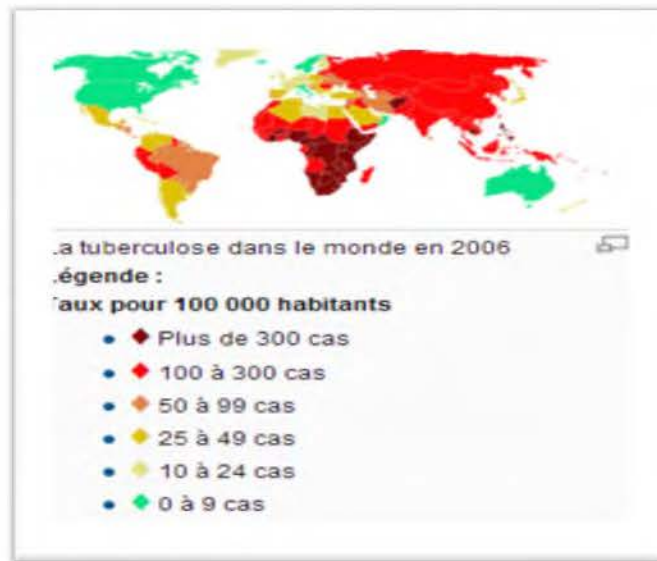 .a tuberculose dans le monde en 2006
.égende :
aux pour 100 000 habitants
Plus de 300 cas
100 à 300 cas
50 à 99 cas
25 à 49 cas
10 à 24 cas
0 à 9 cas